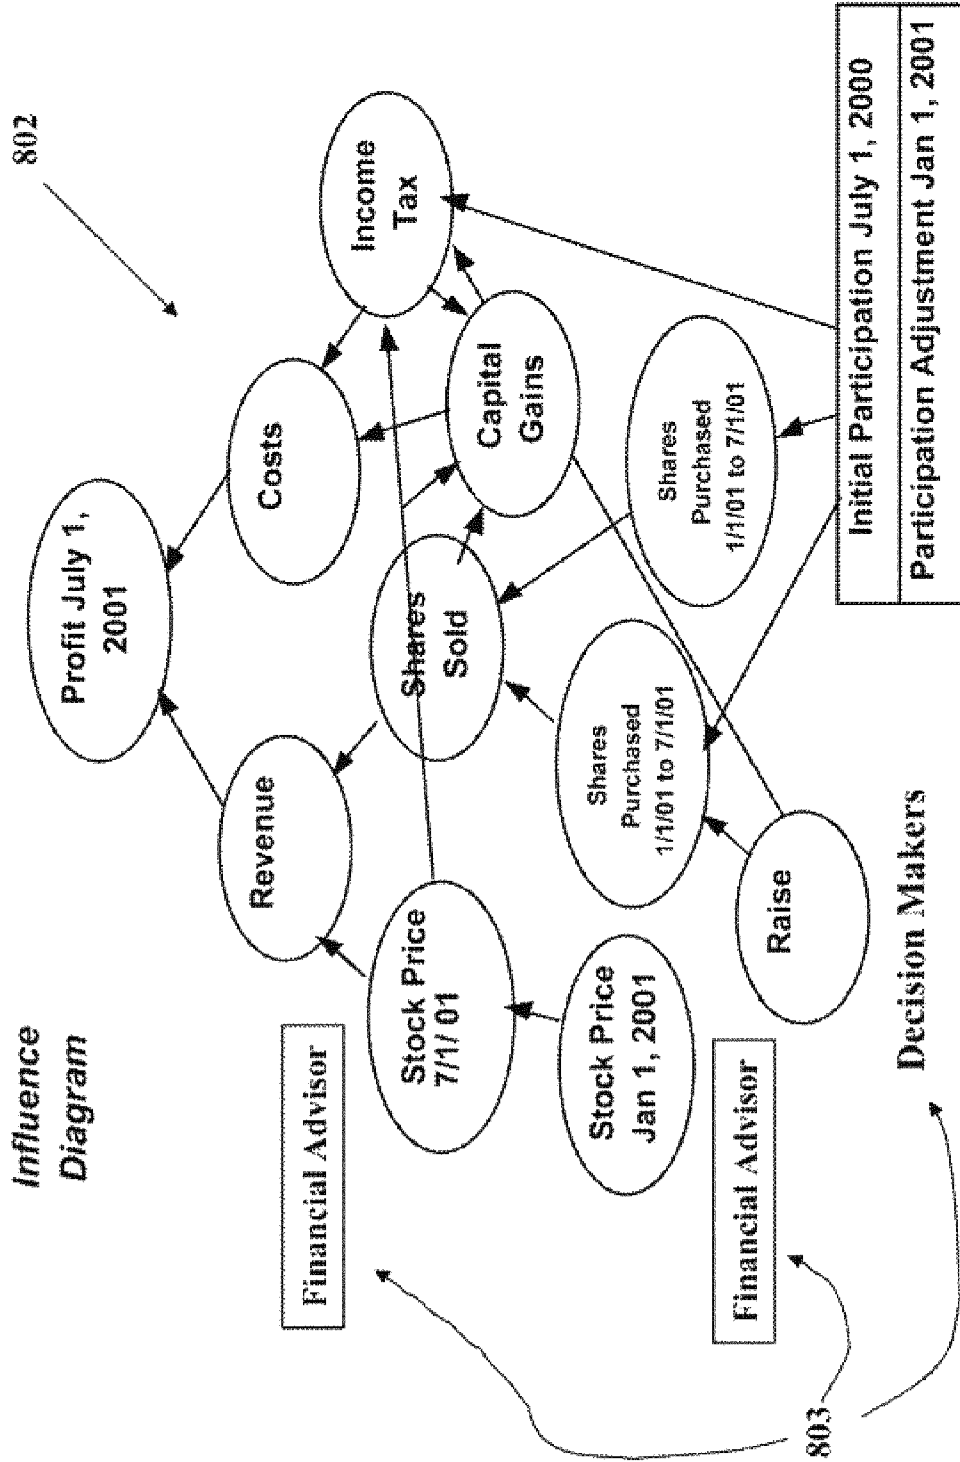 Influence
Diagram
802
Profit July 1,
2001
Revenue
Costs
Financial Advisor
Stock Price
7/1/ 01
Shares
Sold
Income
Tax
Capital
Gains
Stock Price
Jan 1, 2001
Shares
Purchased
1/1/01 to 7/1/01
Shares
Purchased
1/1/01 to 7/1/01
Financial Advisor
Raise
803
Decision Makers
Initial Participation July 1, 2000
Participation Adjustment Jan 1, 2001